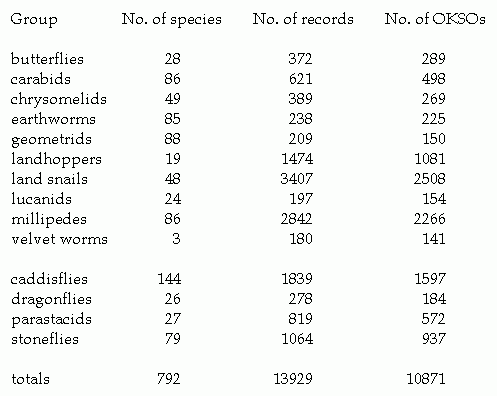 Group No. of species No. of records No. of OKSOs
butterflies 28 372 289
carabids 86 621 498
chrysomelids 49 389 269
earthworms 85 238 225
geometrids 88 209 150
landhoppers 19 1474 1081
land snails 48 3407 2508
lucanids 24 197 154
millipedes 86 2842 2266
velvet worms 3 180 141
caddisflies 144 1839 1597
dragonflies 26 278 184
parastacids 27 819 572
stoneflies 79 1064 937
totals 792 13929 10871